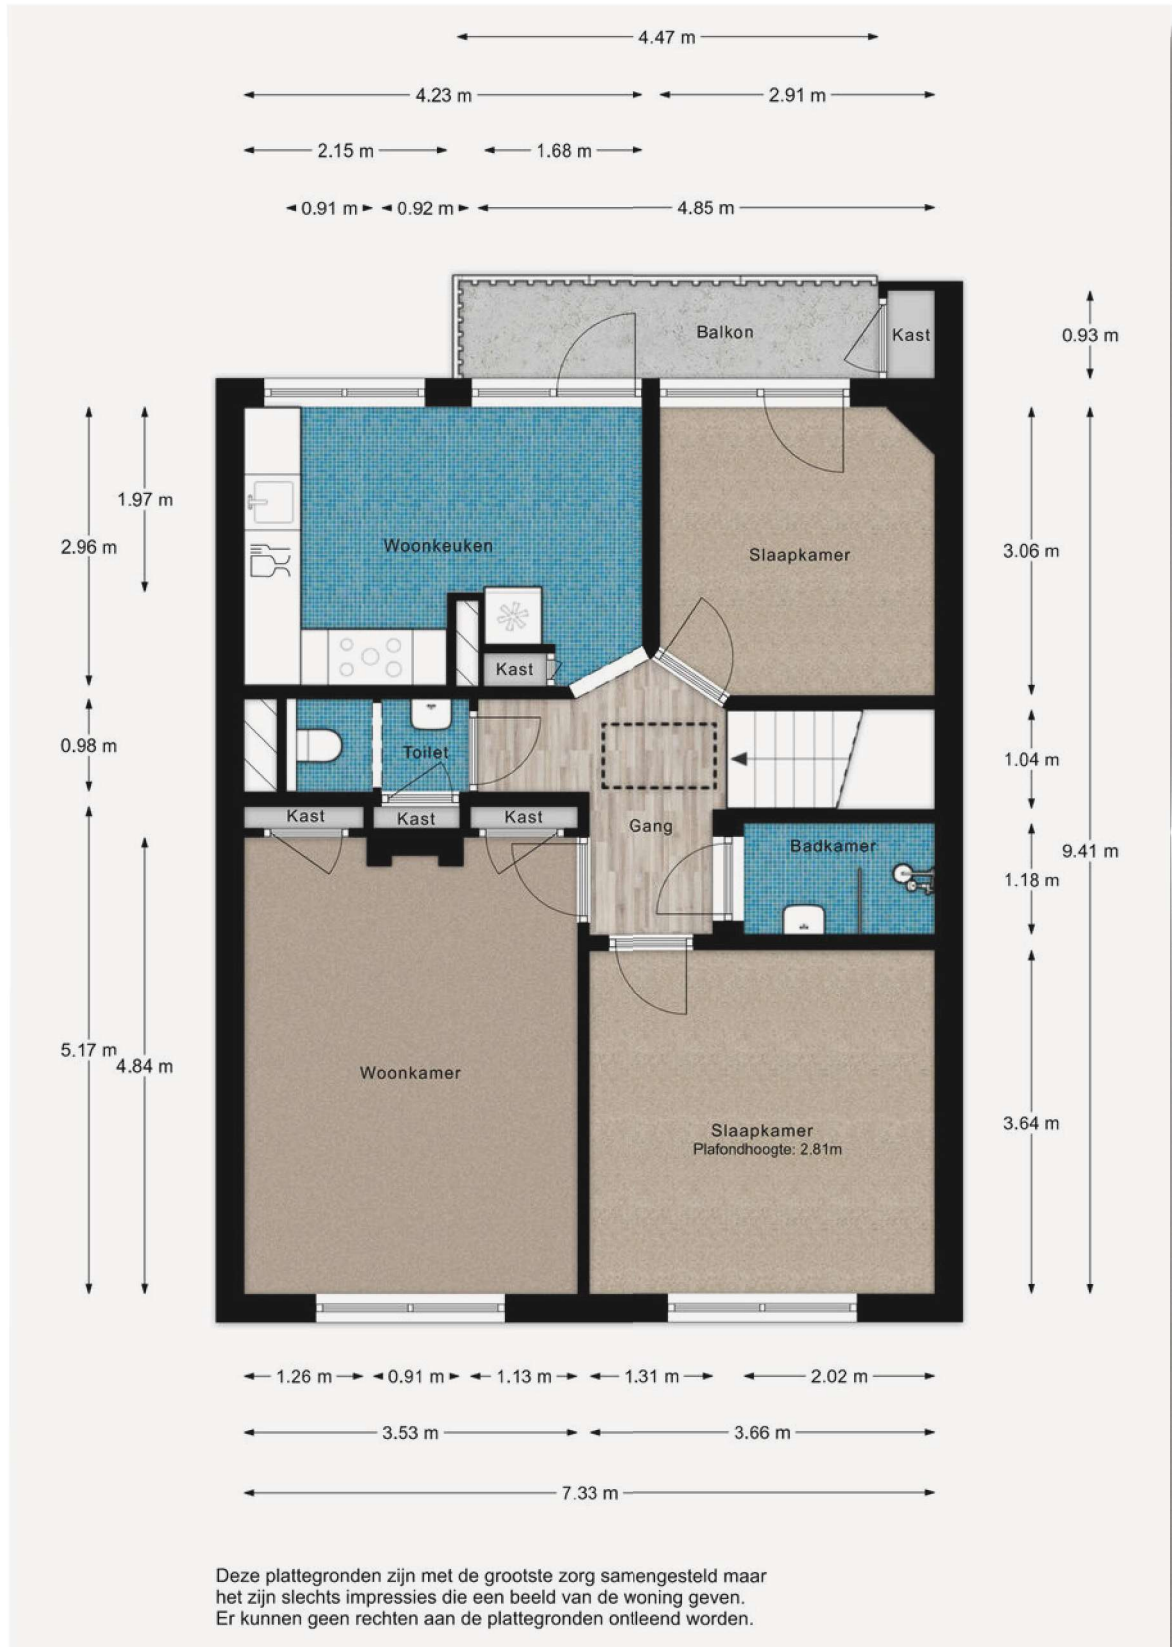 4.47 m
4.23 m
2.91 m
2.15 m
1.68 m
0.91 m
0.92 m
4.85 m
Balkon
Kast
0.93 m
1.97 m
2.96 m
Woonkeuken
Slaapkamer
3.06 m
Kast
0.98 m
Toilet
1.04 m
Kast
Kast
Kast
Gang
Badkamer
9.41 m
1.18 m
5.17 m
4.84 m
Woonkamer
Slaapkamer
Plafondhoogte: 2.81m
3.64 m
1.26 m
0.91 m
1.13 m
1.31 m
2.02 m
3.53 m
3.66 m
7.33 m
Deze plattegronden zijn met de grootste zorg samengesteld maar
het zijn slechts impressies die een beeld van de woning geven.
Er kunnen geen rechten aan de plattegronden ontleend worden.